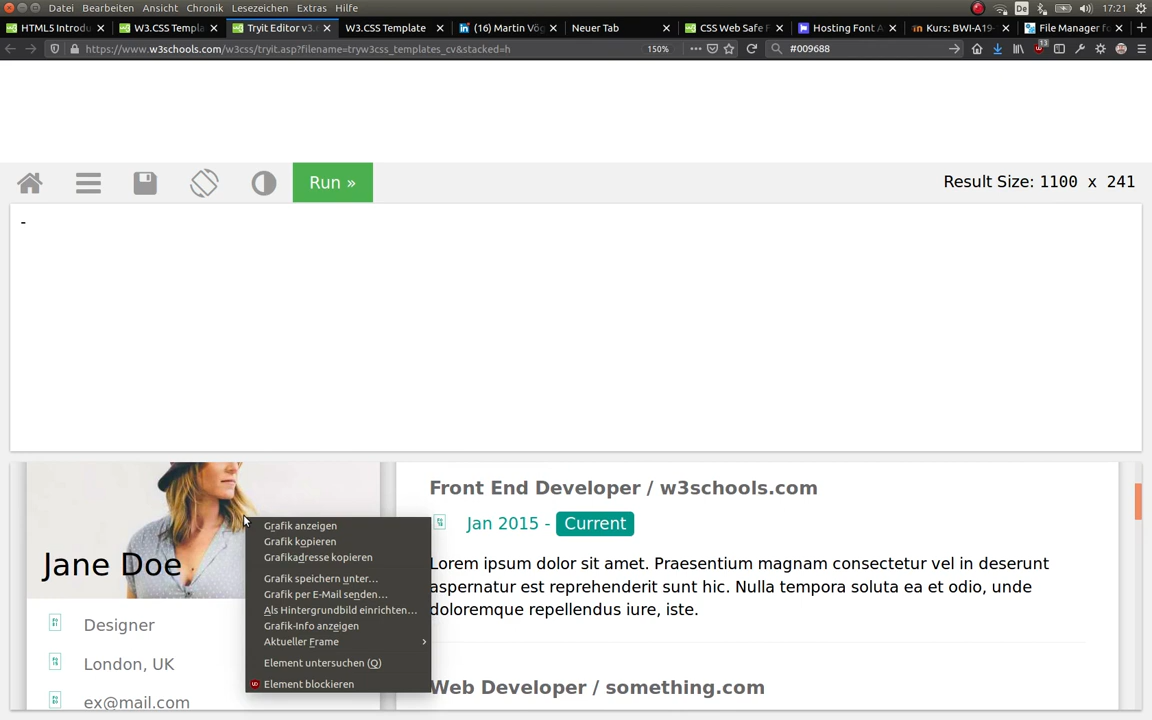 Datei Bearbeiten Ansicht Chronik Lesezeichen Extras Hilfe De 17:21
HTML5 Introdu W3.CSS Templa Tryit Editor v3. W3.CSS Template (16) Martin Vög Neuer Tab CSS Web Safe F Hosting Font A Kurs: BWI-A19- File Manager fo
https://www.w3schools.com/w3css/tryit.asp?filename=tryw3css_templates_cv&stacked=h 150% #009688 13
Run » Result Size: 1100 x 241
-
Jane Doe
Designer
London, UK
ex@mail.com
Grafik anzeigen
Grafik kopieren
Grafikadresse kopieren
Grafik speichern unter…
Grafik per E-Mail senden…
Als Hintergrundbild einrichten…
Grafik-Info anzeigen
Aktueller Frame
Element untersuchen (Q)
Element blockieren
Front End Developer / w3schools.com
Jan 2015 - Current
Lorem ipsum dolor sit amet. Praesentium magnam consectetur vel in deserunt
aspernatur est reprehenderit sunt hic. Nulla tempora soluta ea et odio, unde
doloremque repellendus iure, iste.
Web Developer / something.com